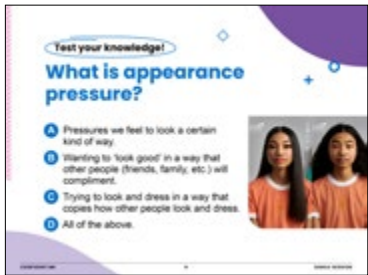 Test your knowledge!
What is appearance
pressure?
A Pressures we feel to look a certain
kind of way.
B Wanting to 'look good' in a way that
other people (friends, family, etc.) will
compliment.
C Trying to look and dress in a way that
copies how other people look and dress.
D All of the above.